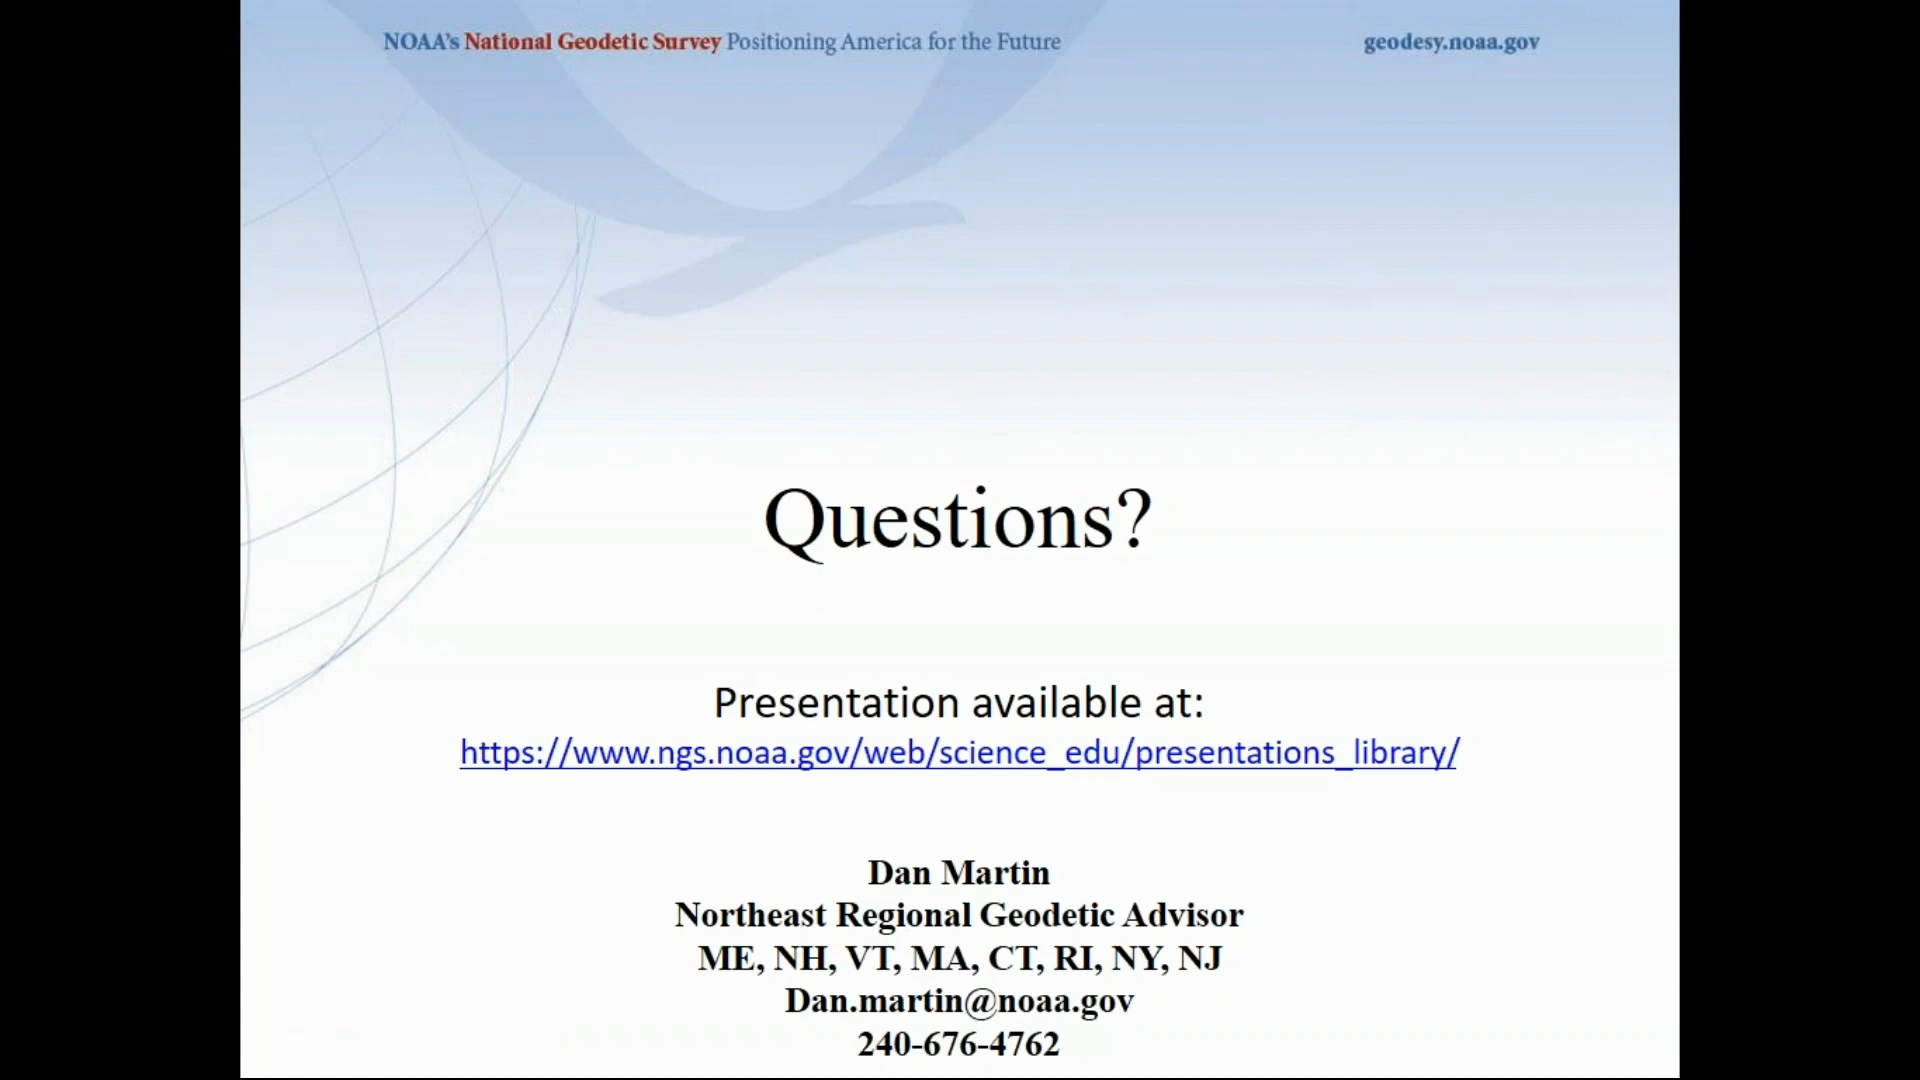 NOAA's National Geodetic Survey Positioning America for the Future
geodesy.noaa.gov
Questions?
Presentation available at:
https://www.ngs.noaa.gov/web/science_edu/presentations_library/
Dan Martin
Northeast Regional Geodetic Advisor
ME, NH, VT, MA, CT, RI, NY, NJ
Dan.martin@noaa.gov
240-676-4762